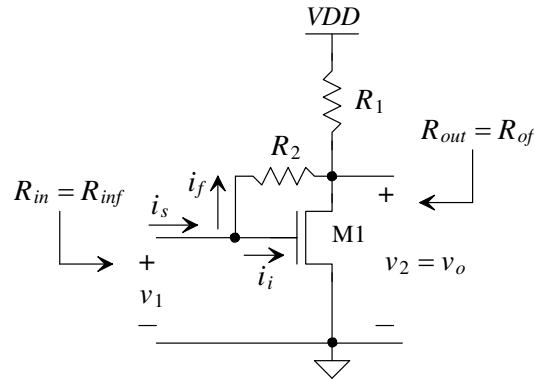 VDD
R1
Rout = Rof
R2
Rin = Rinf
if
is
+
M1
+
ii
v2 = vo
v1
−
−